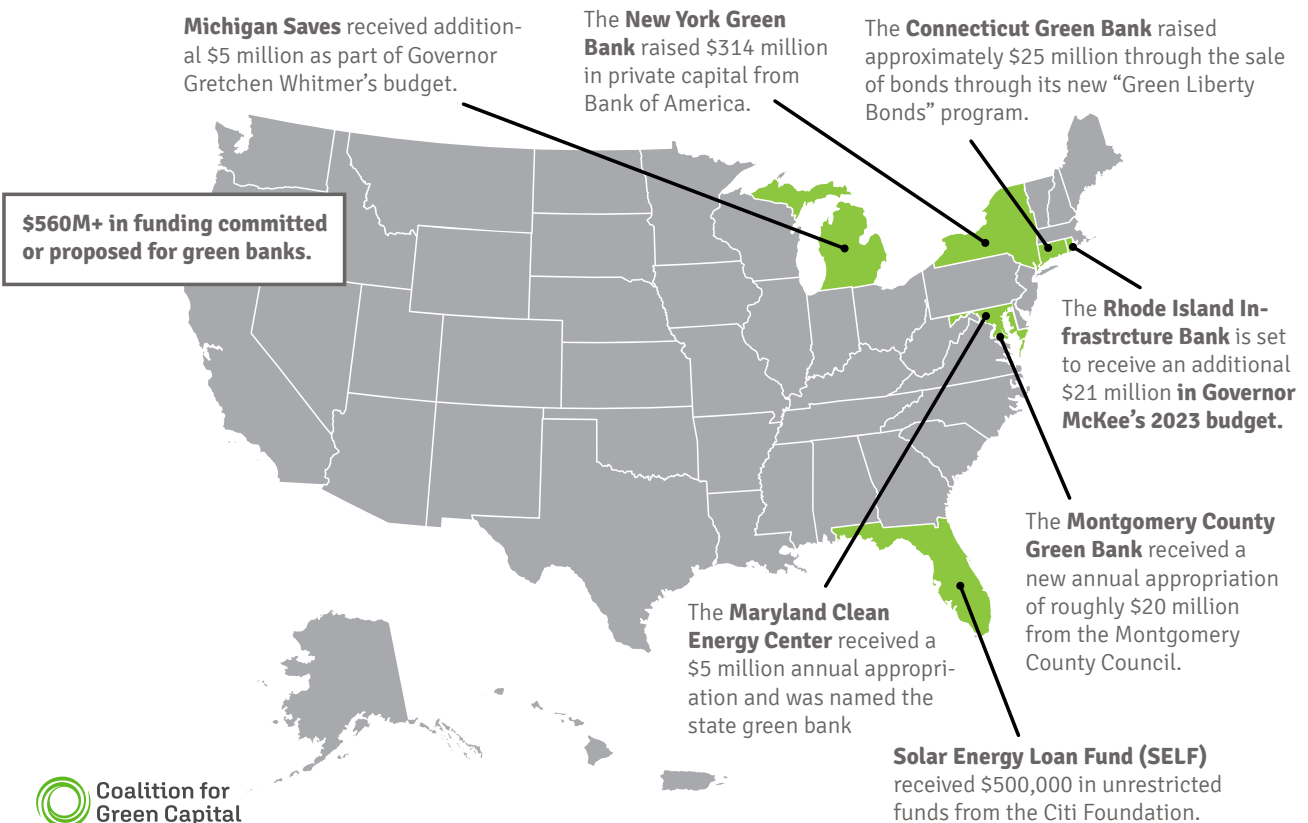 Michigan Saves received addition-
al $5 million as part of Governor
Gretchen Whitmer’s budget.
The New York Green
Bank raised $314 million
in private capital from
Bank of America.
The Connecticut Green Bank raised
approximately $25 million through the sale
of bonds through its new “Green Liberty
Bonds” program.
$560M+ in funding committed
or proposed for green banks.
The Rhode Island In-
frastrcture Bank is set
to receive an additional
$21 million in Governor
McKee’s 2023 budget.
The Montgomery County
Green Bank received a
new annual appropriation
of roughly $20 million
from the Montgomery
County Council.
The Maryland Clean
Energy Center received a
$5 million annual appropri-
ation and was named the
state green bank
Solar Energy Loan Fund (SELF)
received $500,000 in unrestricted
funds from the Citi Foundation.
Coalition for
Green Capital